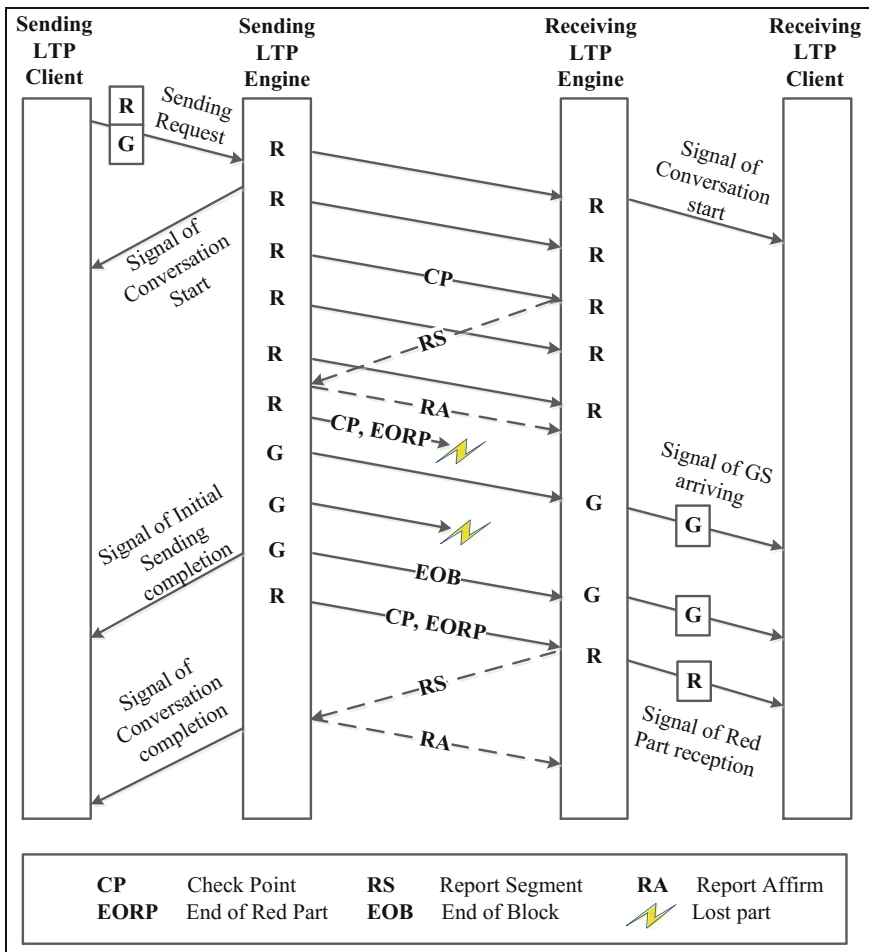 Sending
LTP
Client
Sending
LTP
Engine
Receiving
LTP
Engine
Receiving
LTP
Client
R
G
Sending
Request
R
R
R
R
R
R
G
G
G
R
Signal of
Conversation
Start
CP
RS
RA
CP, EORP
EOB
CP, EORP
RS
RA
R
R
R
R
R
G
G
R
Signal of
Conversation
start
Signal of GS
arriving
G
G
R
Signal of Red
Part reception
Signal of Initial
Sending
completion
Signal of
Conversation
completion
CP Check Point RS Report Segment RA Report Affirm
EORP End of Red Part EOB End of Block Lost part